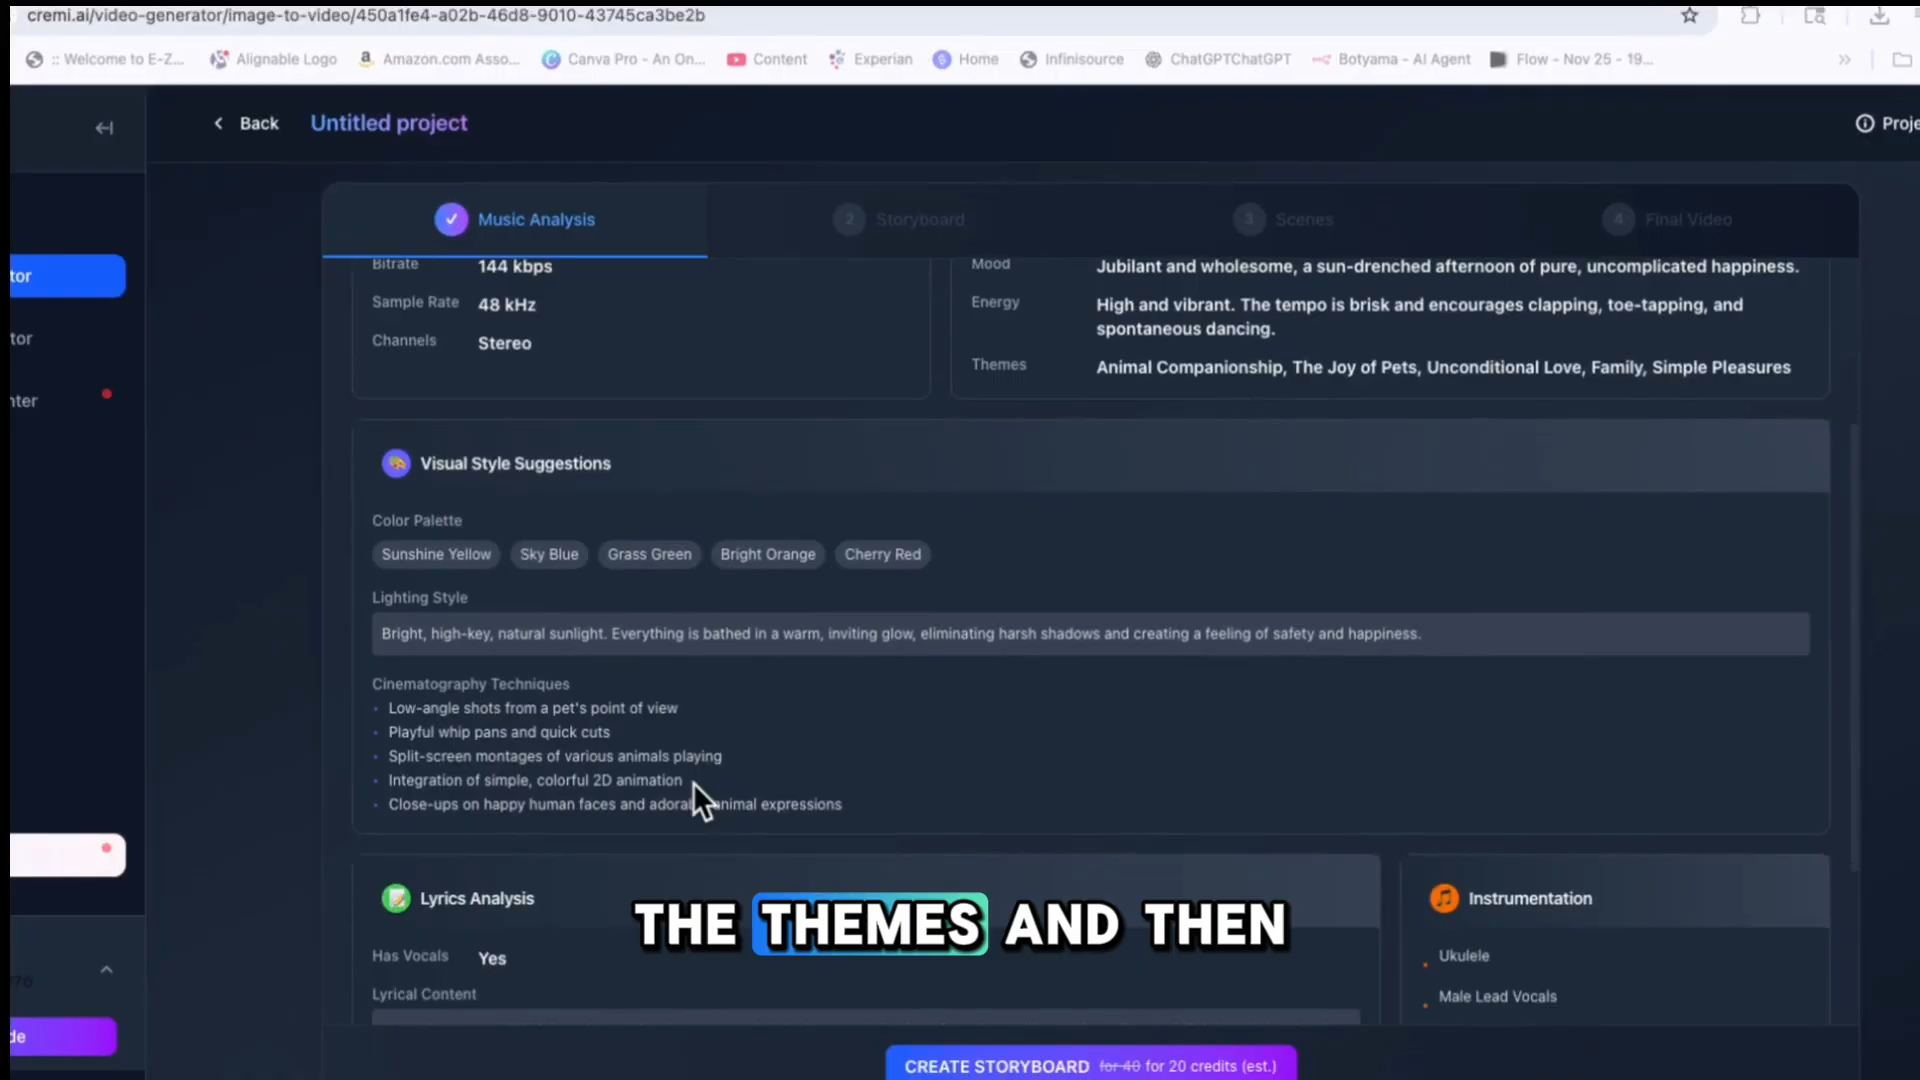 cremi.ai/video-generator/image-to-video/450a1fe4-a02b-46d8-9010-43745ca3be2b
:: Welcome to E-Z... Alignable Logo Amazon.com Asso... Canva Pro - An On... Content Experian Home Infinisource ChatGPTChatGPT Botyama - AI Agent Flow - Nov 25 - 19...
Back Untitled project Proje
Music Analysis 2 Storyboard 3 Scenes 4 Final Video
tor
tor
nter
Bitrate 144 kbps
Sample Rate 48 kHz
Channels Stereo
Mood Jubilant and wholesome, a sun-drenched afternoon of pure, uncomplicated happiness.
Energy High and vibrant. The tempo is brisk and encourages clapping, toe-tapping, and
spontaneous dancing.
Themes Animal Companionship, The Joy of Pets, Unconditional Love, Family, Simple Pleasures
Visual Style Suggestions
Color Palette
Sunshine Yellow Sky Blue Grass Green Bright Orange Cherry Red
Lighting Style
Bright, high-key, natural sunlight. Everything is bathed in a warm, inviting glow, eliminating harsh shadows and creating a feeling of safety and happiness.
Cinematography Techniques
Low-angle shots from a pet's point of view
Playful whip pans and quick cuts
Split-screen montages of various animals playing
Integration of simple, colorful 2D animation
Close-ups on happy human faces and adorab animal expressions
Lyrics Analysis
Has Vocals Yes
Lyrical Content
Instrumentation
Ukulele
Male Lead Vocals
THE THEMES AND THEN
de
CREATE STORYBOARD for 40 for 20 credits (est.)